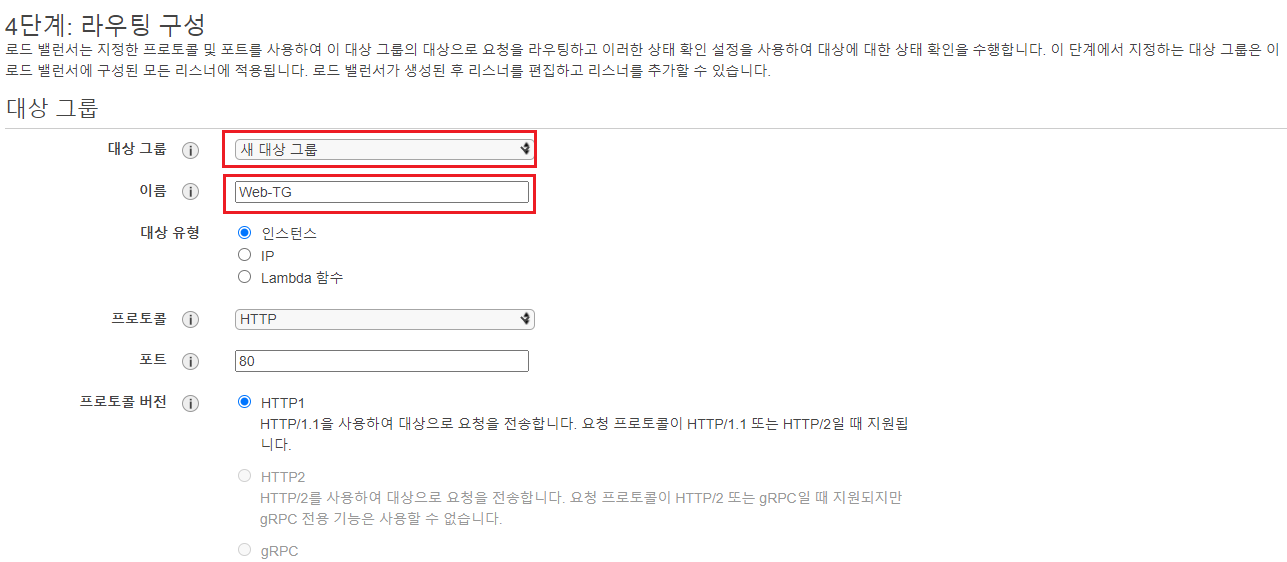 4단계: 라우팅 구성
로드 밸런서는 지정한 프로토콜 및 포트를 사용하여 이 대상 그룹의 대상으로 요청을 라우팅하고 이러한 상태 확인 설정을 사용하여 대상에 대한 상태 확인을 수행합니다. 이 단계에서 지정하는 대상 그룹은 이
로드 밸런서에 구성된 모든 리스너에 적용됩니다. 로드 밸런서가 생성된 후 리스너를 편집하고 리스너를 추가할 수 있습니다.
대상 그룹
대상 그룹 i 새 대상 그룹
이름 i Web-TG
대상 유형 인스턴스
IP
Lambda 함수
프로토콜 i HTTP
포트 i 80
프로토콜 버전 i HTTP1
HTTP/1.1을 사용하여 대상으로 요청을 전송합니다. 요청 프로토콜이 HTTP/1.1 또는 HTTP/2일 때 지원됩
니다.
HTTP2
HTTP/2를 사용하여 대상으로 요청을 전송합니다. 요청 프로토콜이 HTTP/2 또는 gRPC일 때 지원되지만
gRPC 전용 기능은 사용할 수 없습니다.
gRPC